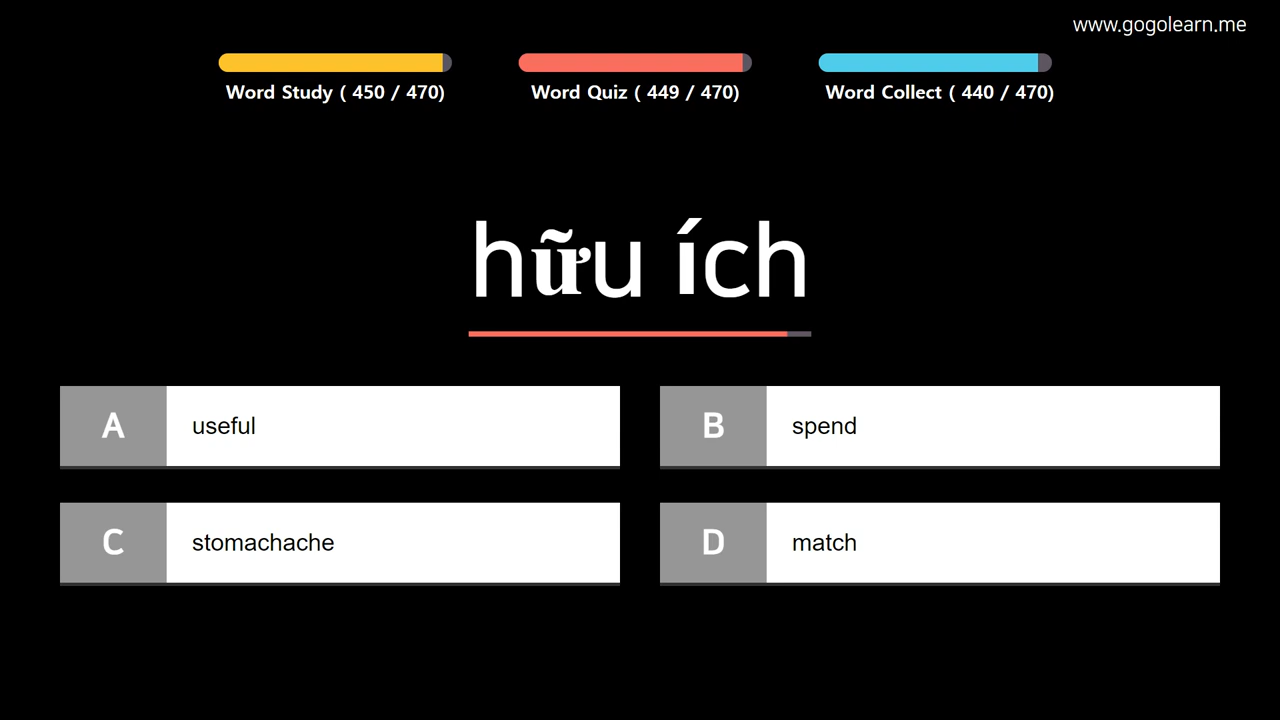 www.gogolearn.me
Word Study ( 450 / 470)
Word Quiz ( 449 / 470)
Word Collect ( 440 / 470)
hữu ích
A useful
B spend
C stomachache
D match